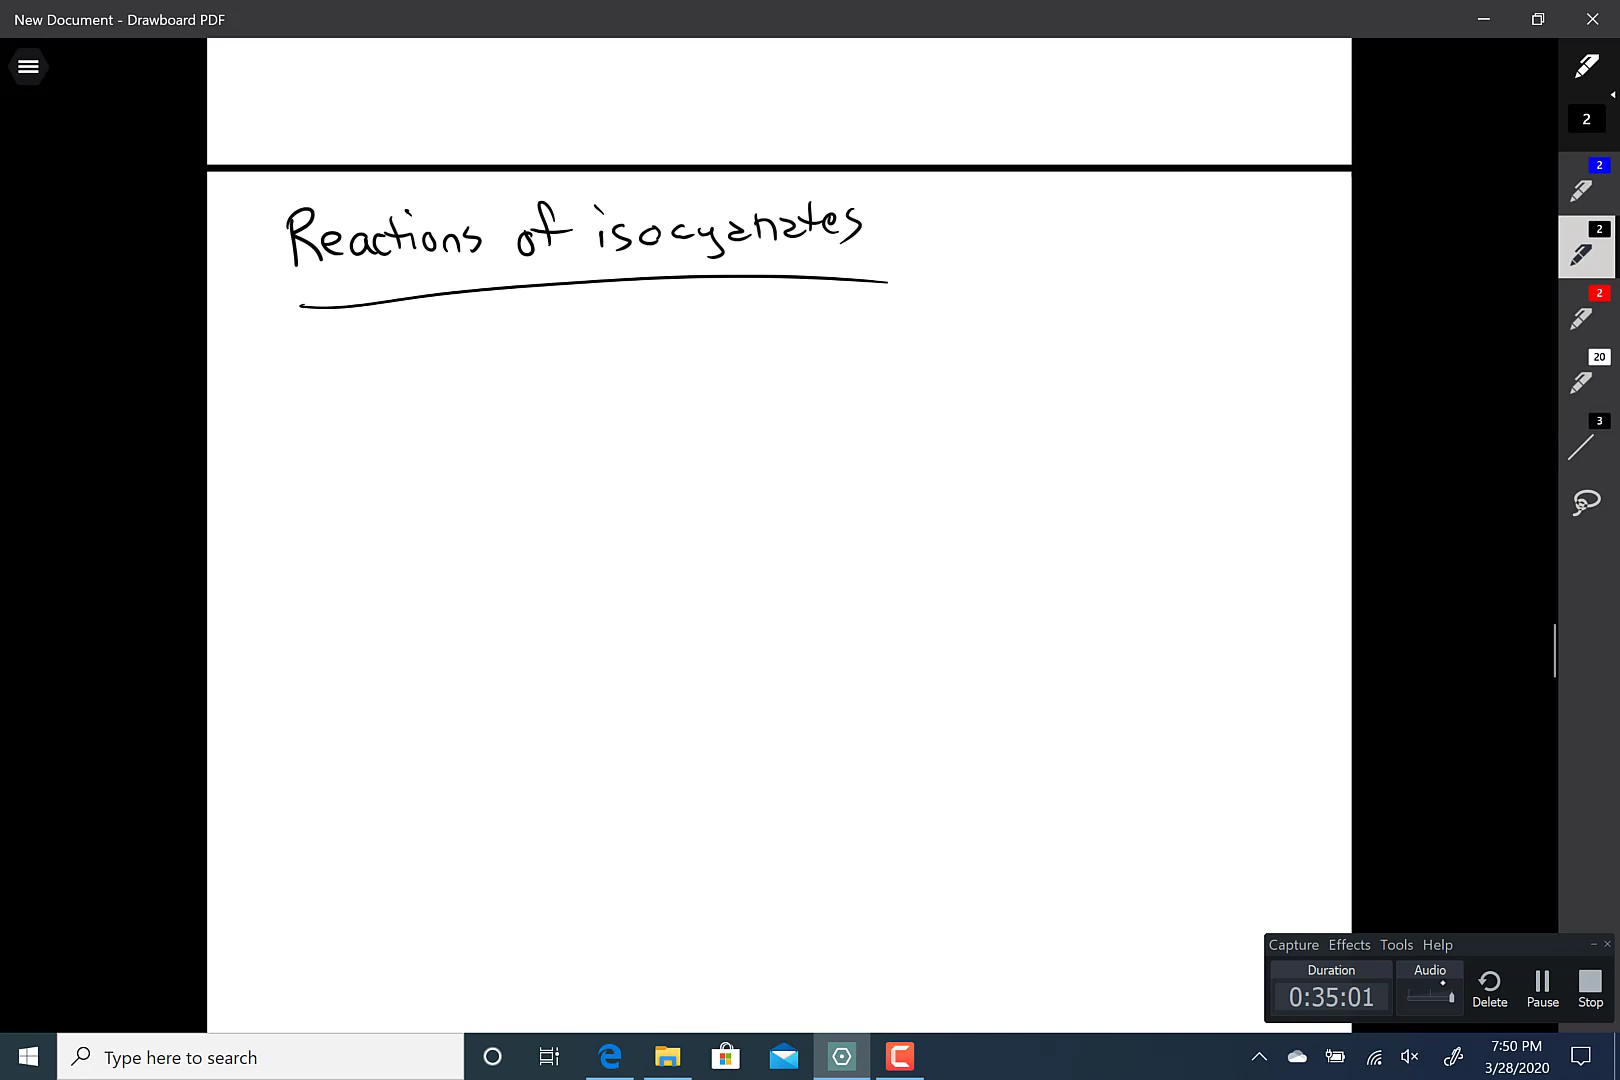 New Document - Drawboard PDF
2
2
Reactions of isocyanates
2
2
20
3
Capture Effects Tools Help
Duration
Audio
0:35:01
Delete
Pause
Stop
Type here to search
7:50 PM
3/28/2020